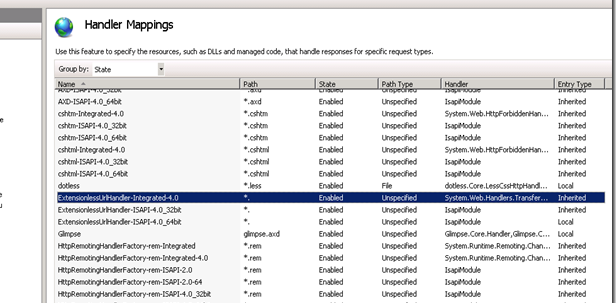 Handler Mappings
Use this feature to specify the resources, such as DLLs and managed code, that handle responses for specific request types.
Group by: State
Name Path State Path Type Handler Entry Type
AXD-ISAPI-4.0_32bit *.axd Enabled Unspecified IsapiModule Inherited
AXD-ISAPI-4.0_64bit *.axd Enabled Unspecified IsapiModule Inherited
cshtm-Integrated-4.0 *.cshtm Enabled Unspecified System.Web.HttpForbiddenHan... Inherited
cshtm-ISAPI-4.0_32bit *.cshtm Enabled Unspecified IsapiModule Inherited
cshtm-ISAPI-4.0_64bit *.cshtm Enabled Unspecified IsapiModule Inherited
cshtml-Integrated-4.0 *.cshtml Enabled Unspecified System.Web.HttpForbiddenHan... Inherited
cshtml-ISAPI-4.0_32bit *.cshtml Enabled Unspecified IsapiModule Inherited
cshtml-ISAPI-4.0_64bit *.cshtml Enabled Unspecified IsapiModule Inherited
dotless *.less Enabled File dotless.Core.LessCssHttpHandl... Local
ExtensionlessUrlHandler-Integrated-4.0 *. Enabled Unspecified System.Web.Handlers.Transfer... Inherited
ExtensionlessUrlHandler-ISAPI-4.0_32bit *. Enabled Unspecified IsapiModule Inherited
ExtensionlessUrlHandler-ISAPI-4.0_64bit *. Enabled Unspecified IsapiModule Local
Glimpse glimpse.axd Enabled Unspecified Glimpse.Core.Handler,Glimpse.C... Local
HttpRemotingHandlerFactory-rem-Integrated *.rem Enabled Unspecified System.Runtime.Remoting.Chan... Inherited
HttpRemotingHandlerFactory-rem-Integrated-4.0 *.rem Enabled Unspecified System.Runtime.Remoting.Chan... Inherited
HttpRemotingHandlerFactory-rem-ISAPI-2.0 *.rem Enabled Unspecified IsapiModule Inherited
HttpRemotingHandlerFactory-rem-ISAPI-2.0-64 *.rem Enabled Unspecified IsapiModule Inherited
HttpRemotingHandlerFactory-rem-ISAPI-4.0_32bit *.rem Enabled Unspecified IsapiModule Inherited